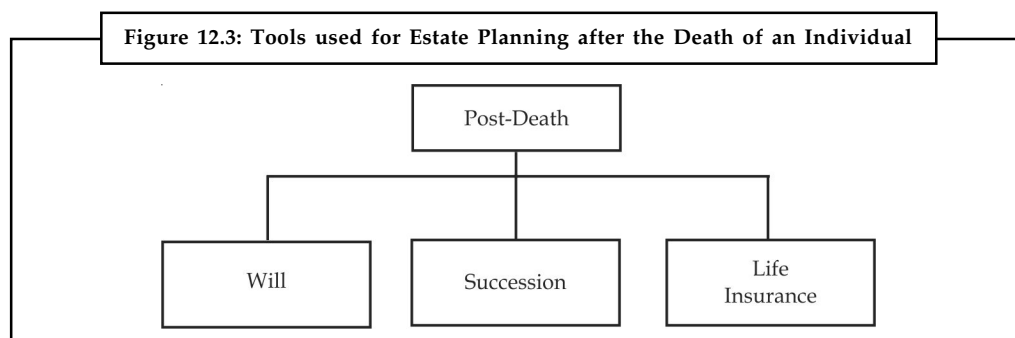 Figure 12.3: Tools used for Estate Planning after the Death of an Individual
Post-Death
Will
Succession
Life
Insurance